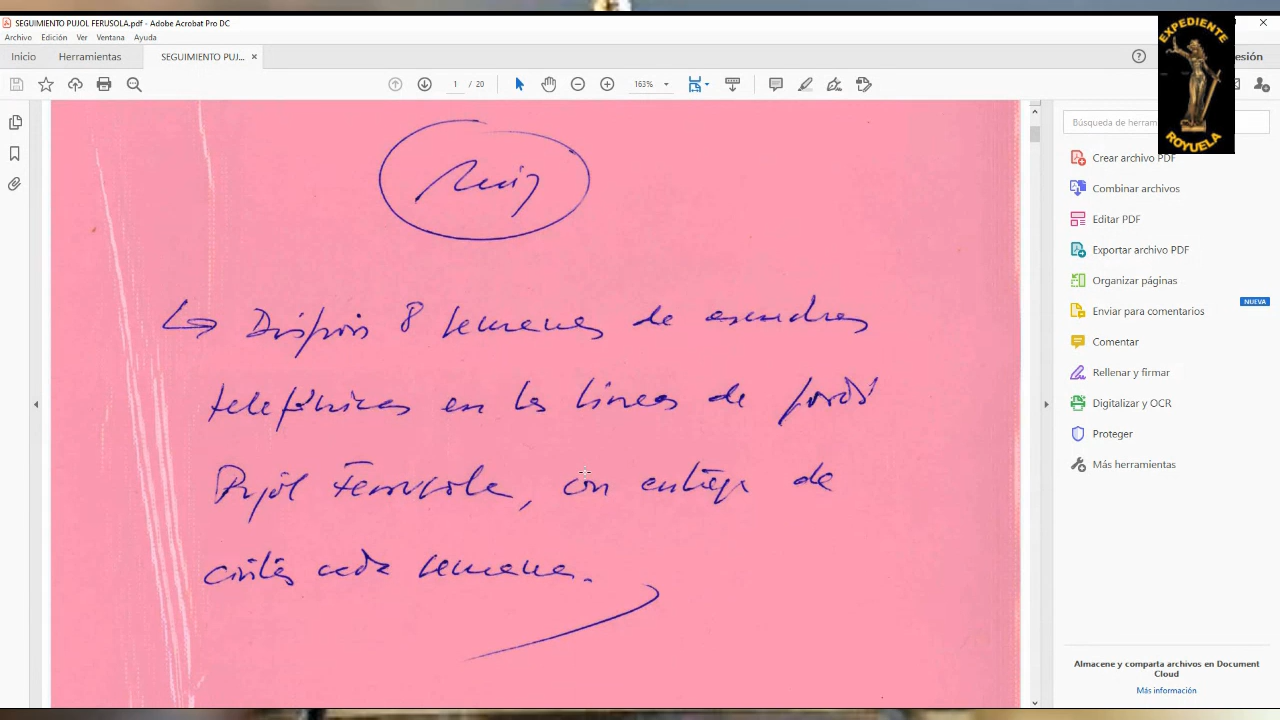 SEGUIMIENTO PUJOL FERUSOLA.pdf - Adobe Acrobat Pro DC
Archivo Edición Ver Ventana Ayuda
Inicio Herramientas SEGUIMIENTO PUJ... ×
1 / 20 163%
EXPEDIENTE
ROYUELA
esión
Ruiz
Dispóis 8 semanas de escuchas
telefónicas en las líneas de Jordi
Pujol Ferrusola, con entrega de
cintas cada semana.
Búsqueda de herram
Crear archivo PDF
Combinar archivos
Editar PDF
Exportar archivo PDF
Organizar páginas
NUEVA
Enviar para comentarios
Comentar
Rellenar y firmar
Digitalizar y OCR
Proteger
Más herramientas
Almacene y comparta archivos en Document
Cloud
Más información